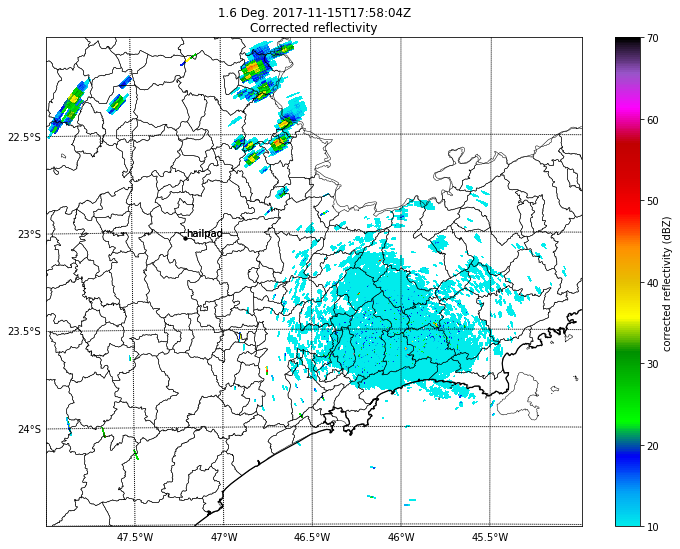 1.6 Deg. 2017-11-15T17:58:04Z
Corrected reflectivity
70
60
50
40
30
20
10
corrected reflectivity (dBZ)
22.5°S
23°S
23.5°S
24°S
hailpad
47.5°W
47°W
46.5°W
46°W
45.5°W